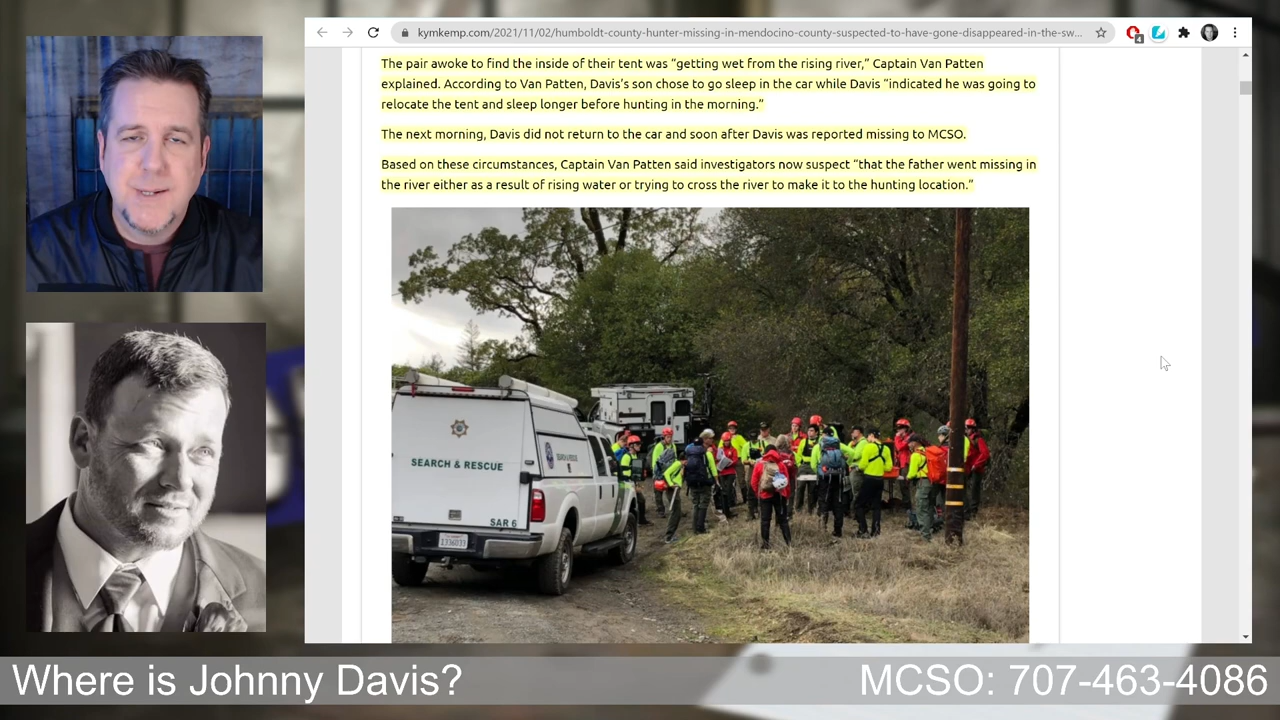 kymkemp.com/2021/11/02/humboldt-county-hunter-missing-in-mendocino-county-suspected-to-have-gone-disappeared-in-the-sw...
4
The pair awoke to find the inside of their tent was “getting wet from the rising river,” Captain Van Patten
explained. According to Van Patten, Davis’s son chose to go sleep in the car while Davis “indicated he was going to
relocate the tent and sleep longer before hunting in the morning.”
The next morning, Davis did not return to the car and soon after Davis was reported missing to MCSO.
Based on these circumstances, Captain Van Patten said investigators now suspect “that the father went missing in
the river either as a result of rising water or trying to cross the river to make it to the hunting location.”
SEARCH & RESCUE
SEARCH & RESCUE
SAR 6
Where is Johnny Davis?
MCSO: 707-463-4086